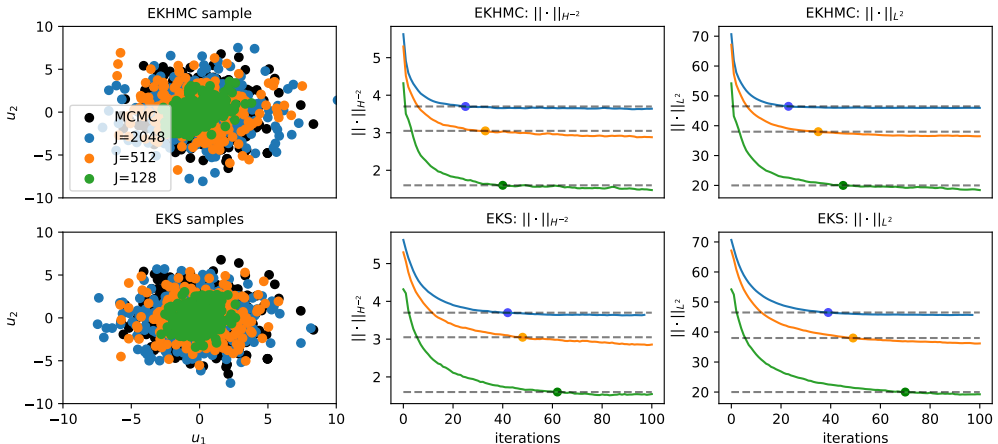 EKHMC sample
10
5
0
−5
−10
u₂
MCMC
J=2048
J=512
J=128
EKHMC: || · ||_{H^{-2}}
5
4
3
2
|| · ||_{H^{-2}}
EKHMC: || · ||_{L^2}
70
60
50
40
30
20
|| · ||_{L^2}
EKS samples
10
5
0
−5
−10
u₂
−10
−5
0
5
10
u₁
EKS: || · ||_{H^{-2}}
5
4
3
2
|| · ||_{H^{-2}}
0
20
40
60
80
100
iterations
EKS: || · ||_{L^2}
70
60
50
40
30
20
|| · ||_{L^2}
0
20
40
60
80
100
iterations